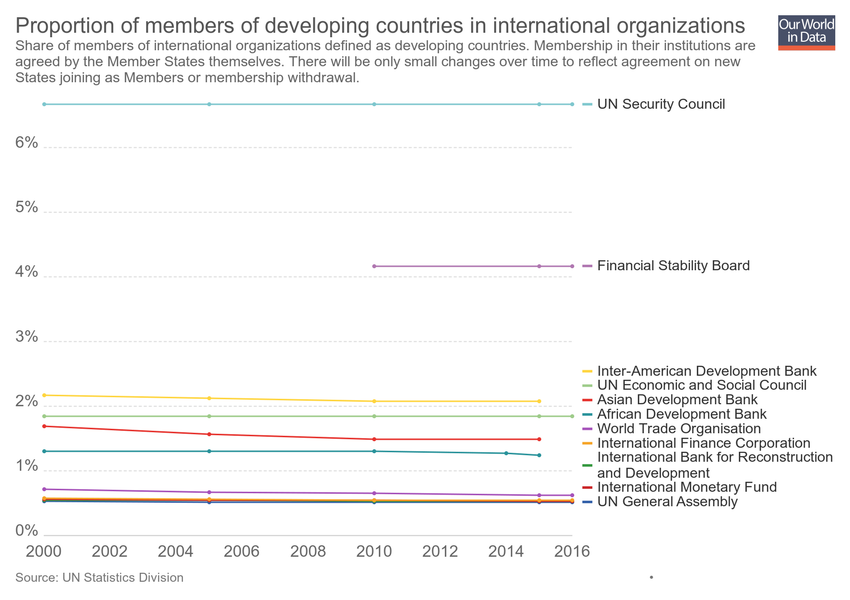 Proportion of members of developing countries in international organizations
Our World
in Data
Share of members of international organizations defined as developing countries. Membership in their institutions are
agreed by the Member States themselves. There will be only small changes over time to reflect agreement on new
States joining as Members or membership withdrawal.
UN Security Council
6%
5%
Financial Stability Board
4%
3%
Inter-American Development Bank
UN Economic and Social Council
2%
Asian Development Bank
African Development Bank
World Trade Organisation
International Finance Corporation
International Bank for Reconstruction
and Development
1%
International Monetary Fund
UN General Assembly
0%
2000 2002 2004 2006 2008 2010 2012 2014 2016
Source: UN Statistics Division